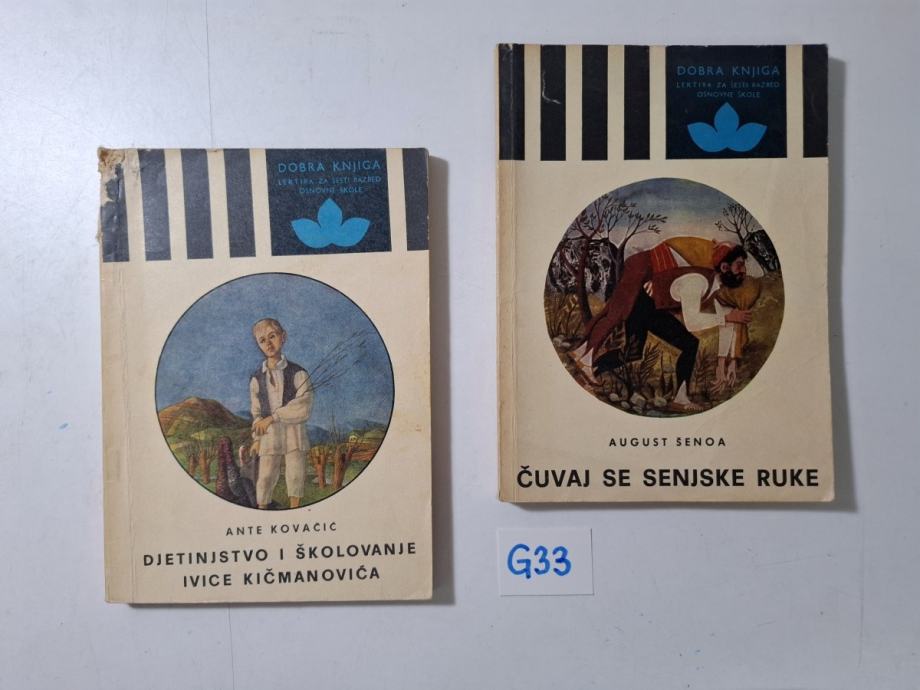 DOBRA KNJIGA
LEKTIRA ZA ŠESTI RAZRED
OSNOVNE ŠKOLE
ANTE KOVAČIĆ
DJETINJSTVO I ŠKOLOVANJE
IVICE KIČMANOVIĆA
DOBRA KNJIGA
LEKTIRA ZA ŠESTI RAZRED
OSNOVNE ŠKOLE
AUGUST ŠENOA
ČUVAJ SE SENJSKE RUKE
G33